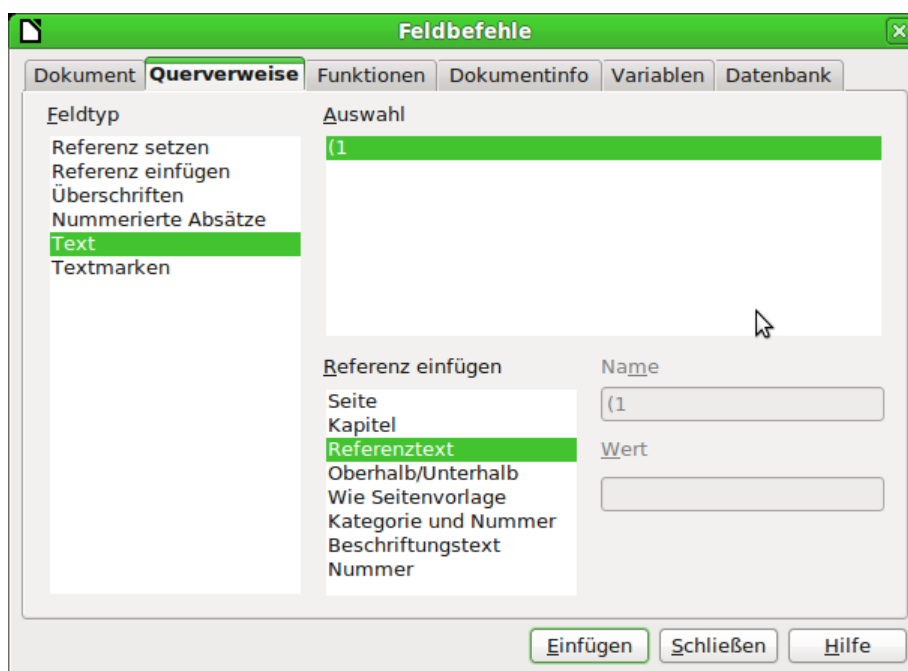 Feldbefehle
Dokument Querverweise Funktionen Dokumentinfo Variablen Datenbank
Feldtyp
Referenz setzen
Referenz einfügen
Überschriften
Nummerierte Absätze
Text
Textmarken
Auswahl
(1
Referenz einfügen
Seite
Kapitel
Referenztext
Oberhalb/Unterhalb
Wie Seitenvorlage
Kategorie und Nummer
Beschriftungstext
Nummer
Name
(1
Wert
Einfügen Schließen Hilfe